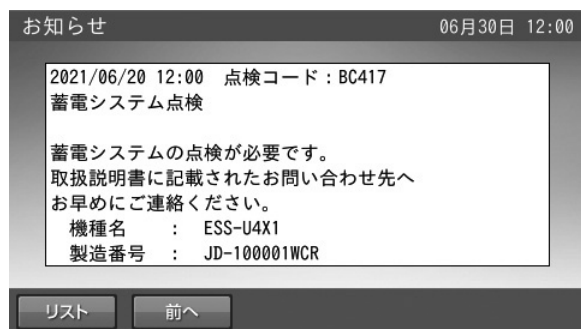 お知らせ 06月30日 12:00
2021/06/20 12:00 点検コード：BC417
蓄電システム点検
蓄電システムの点検が必要です。
取扱説明書に記載されたお問い合わせ先へ
お早めにご連絡ください。
機種名 ： ESS-U4X1
製造番号 ： JD-100001WCR
リスト 前へ